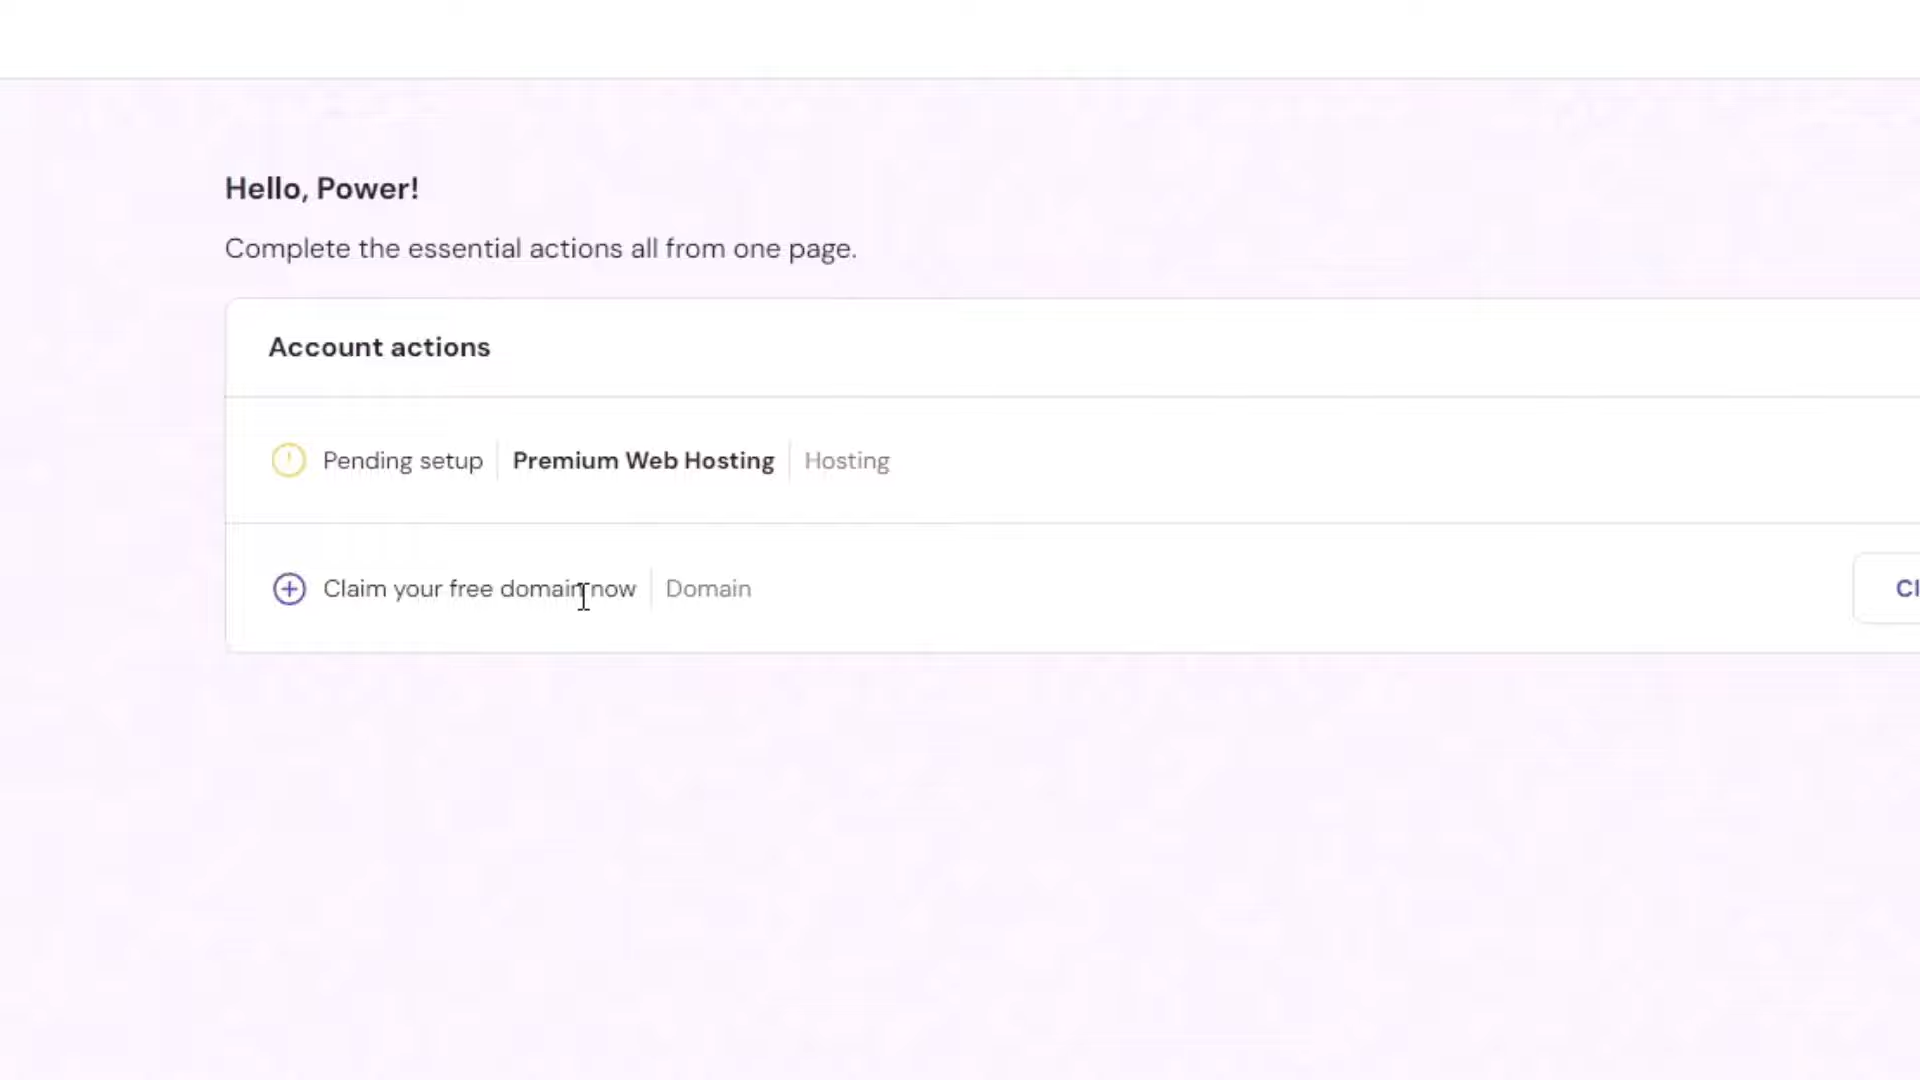 Hello, Power!
Complete the essential actions all from one page.
Account actions
Pending setup Premium Web Hosting Hosting
Claim your free domain now Domain